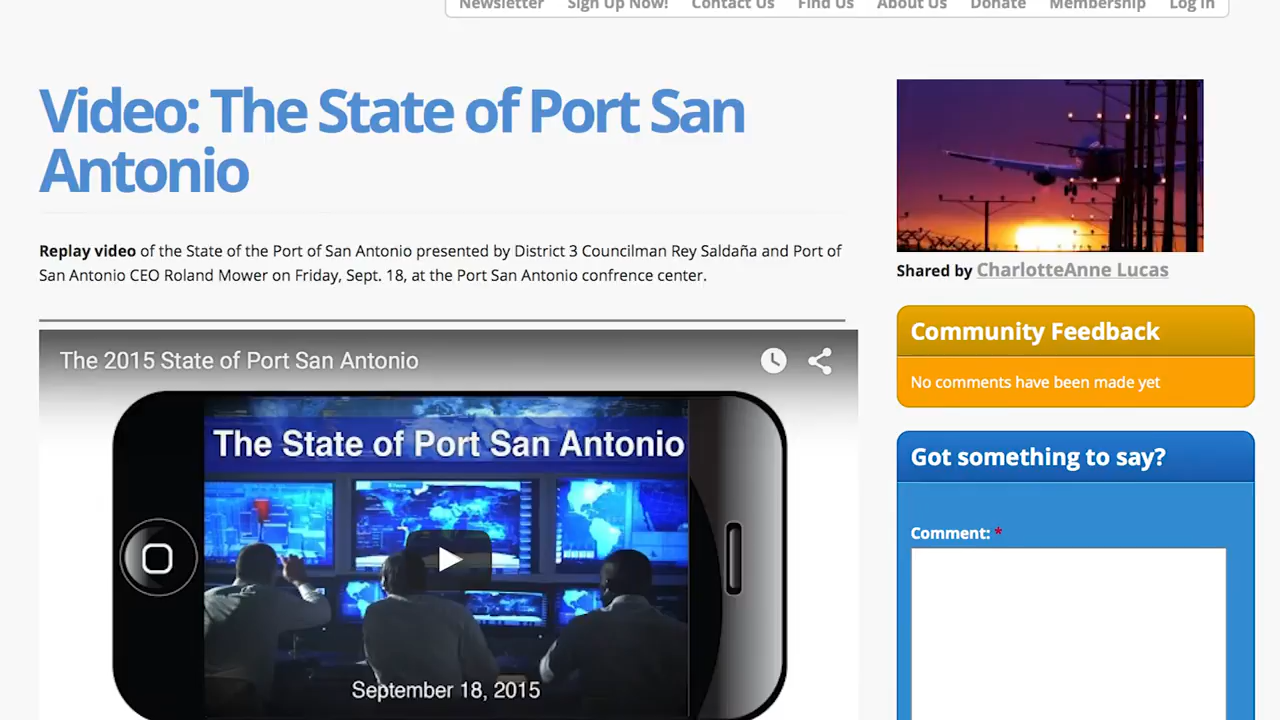 Newsletter Sign Up Now! Contact Us Find Us About Us Donate Membership Log In
Video: The State of Port San
Antonio
Replay video of the State of the Port of San Antonio presented by District 3 Councilman Rey Saldaña and Port of
San Antonio CEO Roland Mower on Friday, Sept. 18, at the Port San Antonio confrence center.
The 2015 State of Port San Antonio
The State of Port San Antonio
September 18, 2015
Shared by CharlotteAnne Lucas
Community Feedback
No comments have been made yet
Got something to say?
Comment: *